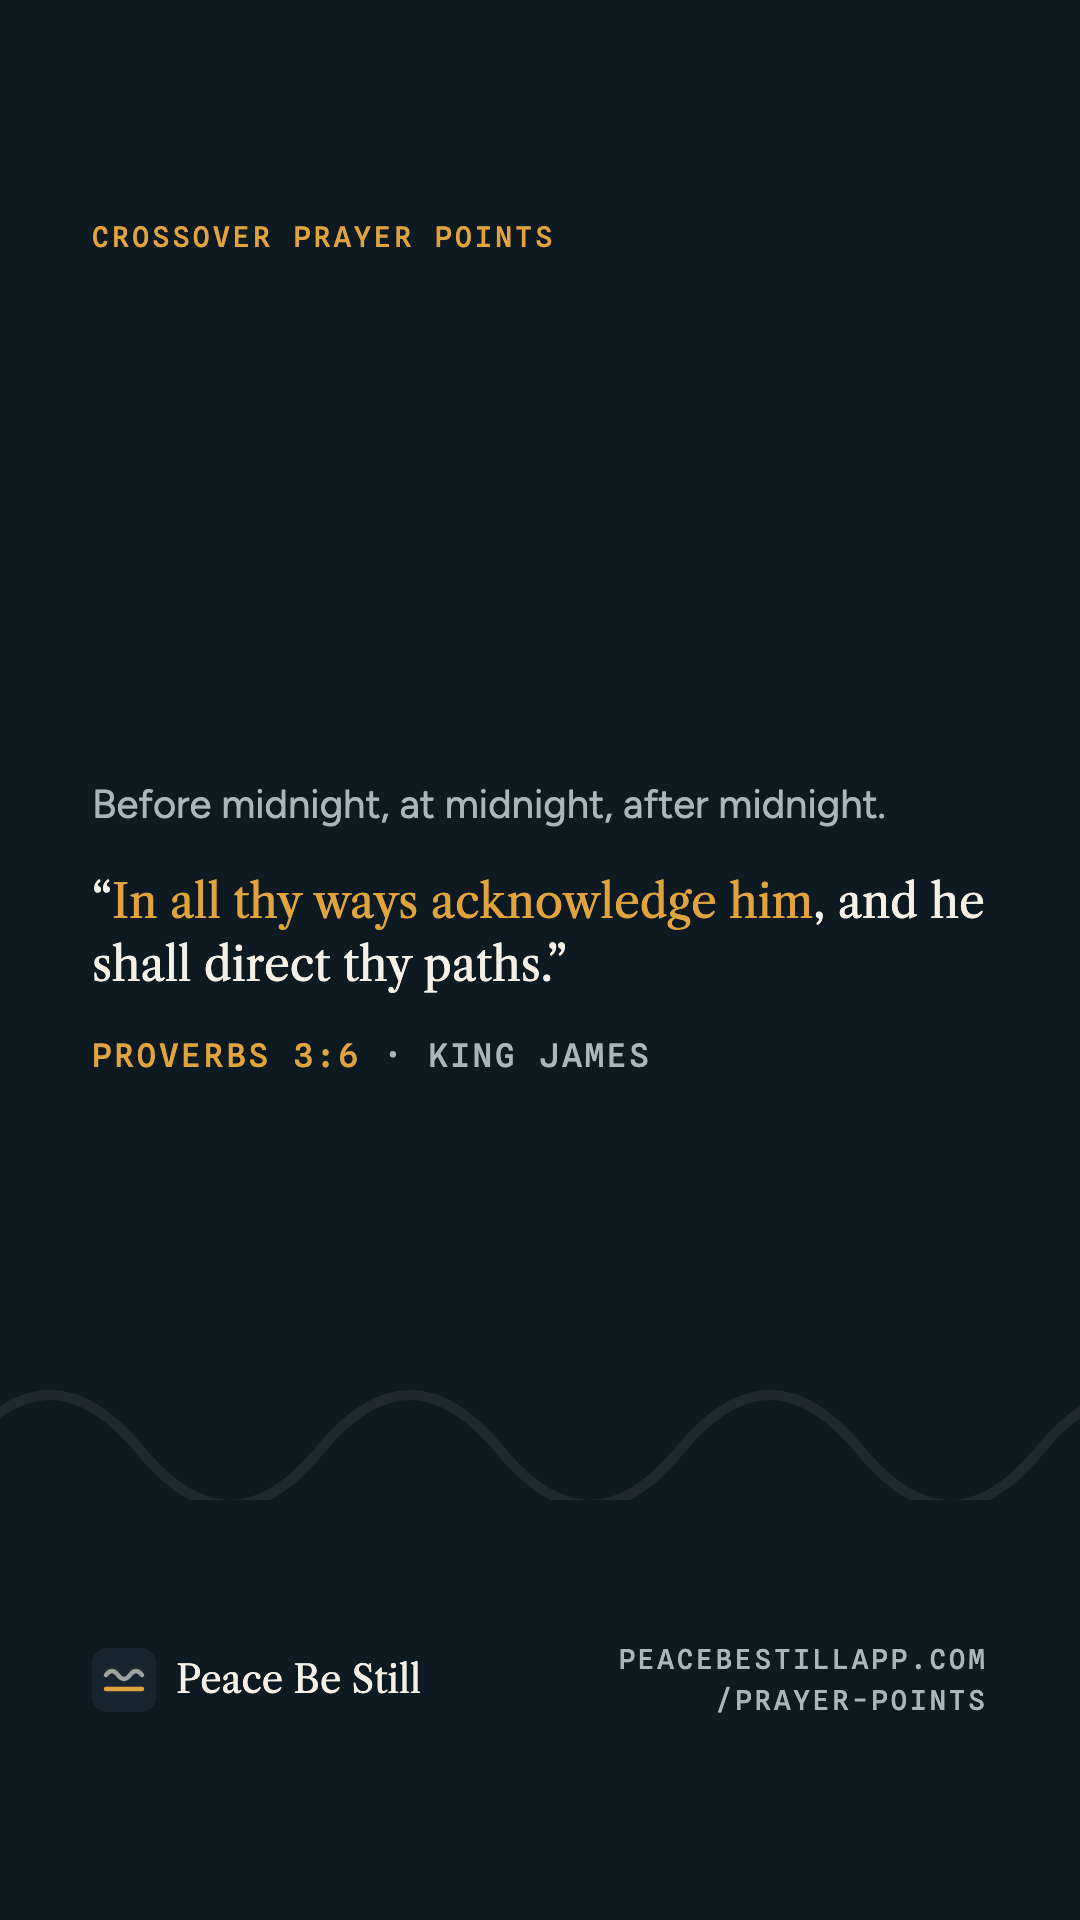 CROSSOVER PRAYER POINTS
Before midnight, at midnight, after midnight.
“In all thy ways acknowledge him, and he
shall direct thy paths.”
PROVERBS 3:6 · KING JAMES
Peace Be Still
PEACEBESTILLAPP.COM
/PRAYER-POINTS